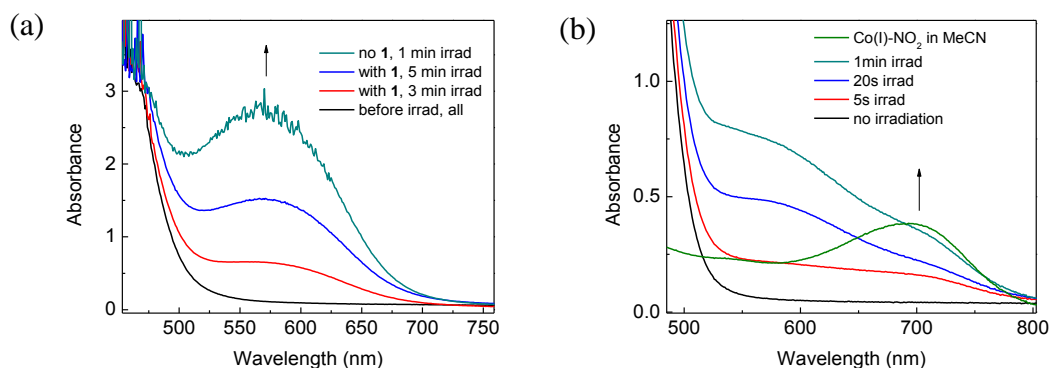 (a)
no 1, 1 min irrad
with 1, 5 min irrad
with 1, 3 min irrad
before irrad, all
Absorbance
3
2
1
0
500
550
600
650
700
750
Wavelength (nm)
(b)
Co(I)-NO2 in MeCN
1min irrad
20s irrad
5s irrad
no irradiation
Absorbance
1.0
0.5
0.0
500
600
700
800
Wavelength (nm)